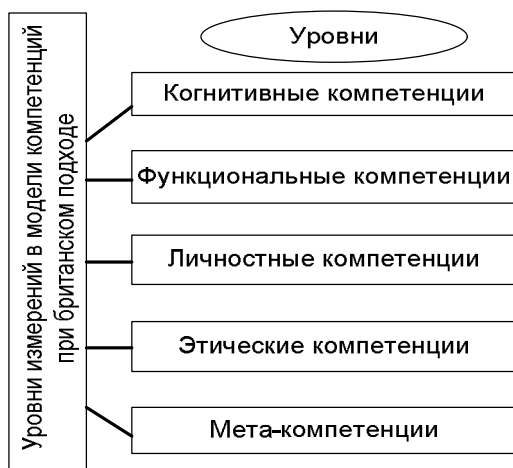 Уровни измерений в модели компетенций
при британском подходе
Уровни
Когнитивные компетенции
Функциональные компетенции
Личностные компетенции
Этические компетенции
Мета-компетенции